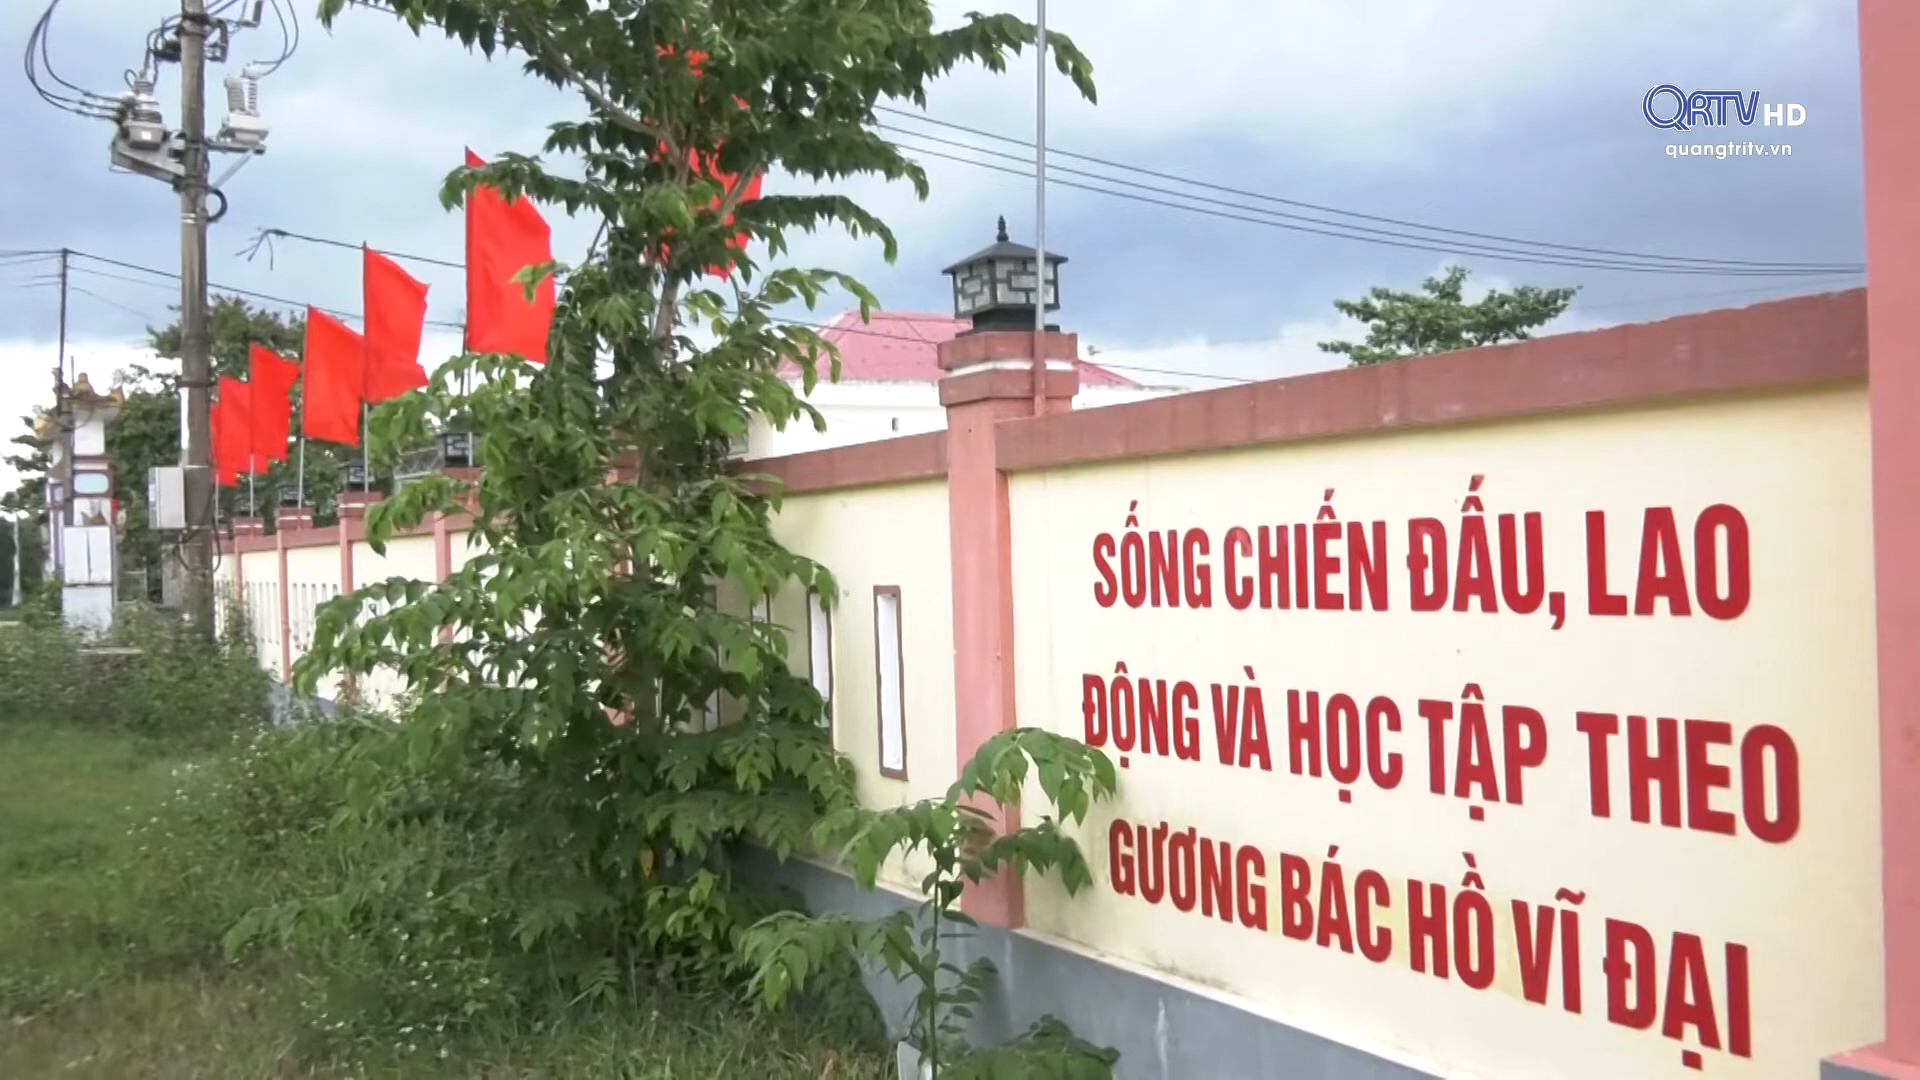 QRTV HD
quangtritv.vn
SỐNG CHIẾN ĐẤU, LAO
ĐỘNG VÀ HỌC TẬP THEO
GƯƠNG BÁC HỒ VĨ ĐẠI